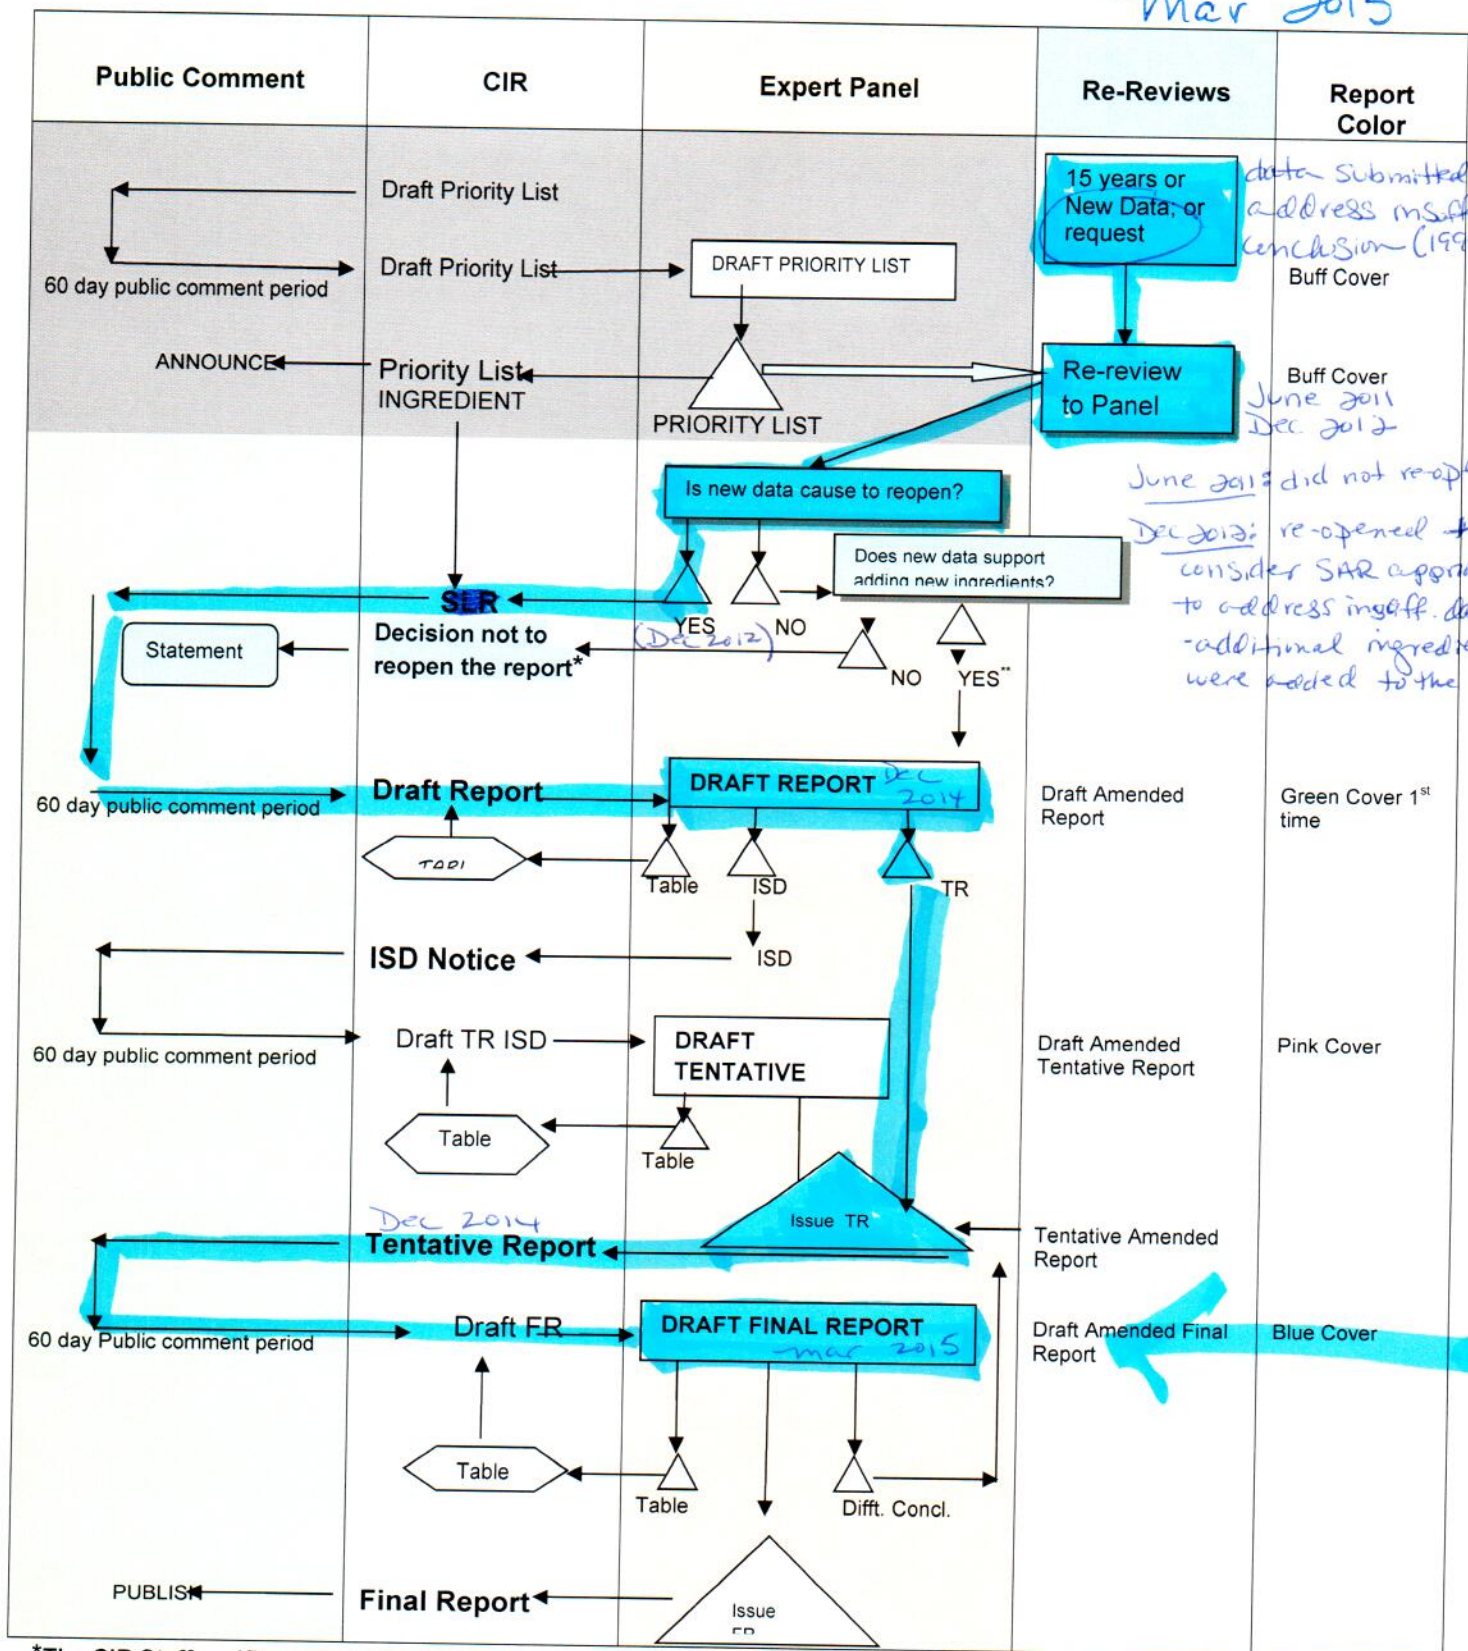 Mar 2015
Public Comment
CIR
Expert Panel
Re-Reviews
Report
Color
Draft Priority List
15 years or
New Data; or
request
data submitted
address
conclusion
60 day public comment period
Draft Priority List
DRAFT PRIORITY LIST
Buff Cover
ANNOUNCE
Priority List
INGREDIENT
PRIORITY LIST
Re-review
to Panel
Buff Cover
June 2011
Dec 2012
Is new data cause to reopen?
June 2011: did not re-op
Dec 2012: re-opened
consider SAR
to address insuff.
-additional
were added to the
Does new data support
adding new ingredients?
SLR
YES
(Dec 2012)
NO
Statement
Decision not to
reopen the report*
NO
YES**
60 day public comment period
Draft Report
DRAFT REPORT
Dec
2014
Draft Amended
Report
Green Cover 1st
time
Table
ISD
TR
ISD Notice
ISD
60 day public comment period
Draft TR ISD
DRAFT
TENTATIVE
Draft Amended
Tentative Report
Pink Cover
Table
Table
Dec 2014
Tentative Report
Issue TR
Tentative Amended
Report
60 day Public comment period
Draft FR
DRAFT FINAL REPORT
mar 2015
Draft Amended Final
Report
Blue Cover
Table
Table
Difft. Concl.
PUBLISH
Final Report
Issue
FR